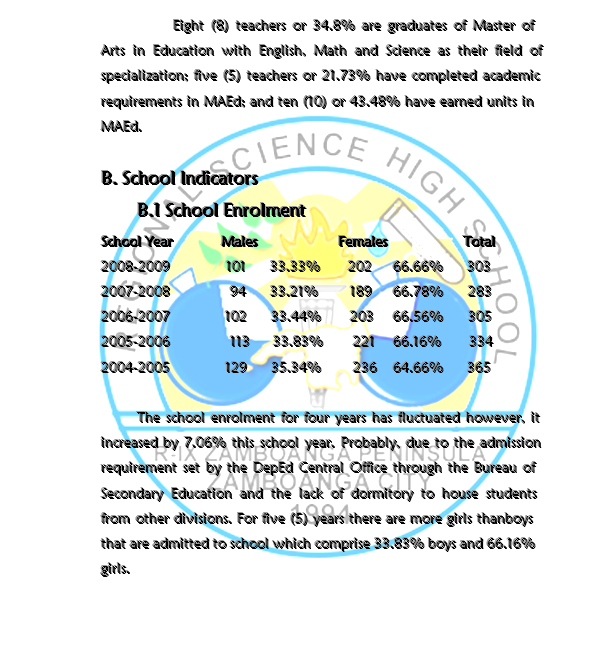 Eight (8) teachers or 34.8% are graduates of Master of
Arts in Education with English, Math and Science as their field of
specialization; five (5) teachers or 21.73% have completed academic
requirements in MAEd; and ten (10) or 43.48% have earned units in
MAEd.
REGIONAL SCIENCE HIGH SCHOOL
B. School Indicators
B.1 School Enrolment
School Year Males Females Total
2008-2009 101 33.33% 202 66.66% 303
2007-2008 94 33.21% 189 66.78% 283
2006-2007 102 33.44% 203 66.56% 305
2005-2006 113 33.83% 221 66.16% 334
2004-2005 129 35.34% 236 64.66% 365
The school enrolment for four years has fluctuated however, it
increased by 7.06% this school year. Probably, due to the admission
R-IX ZAMBOANGA PENINSULA
requirement set by the DepEd Central Office through the Bureau of
ZAMBOANGA CITY
Secondary Education and the lack of dormitory to house students
1994
from other divisions. For five (5) years there are more girls thanboys
that are admitted to school which comprise 33.83% boys and 66.16%
girls.